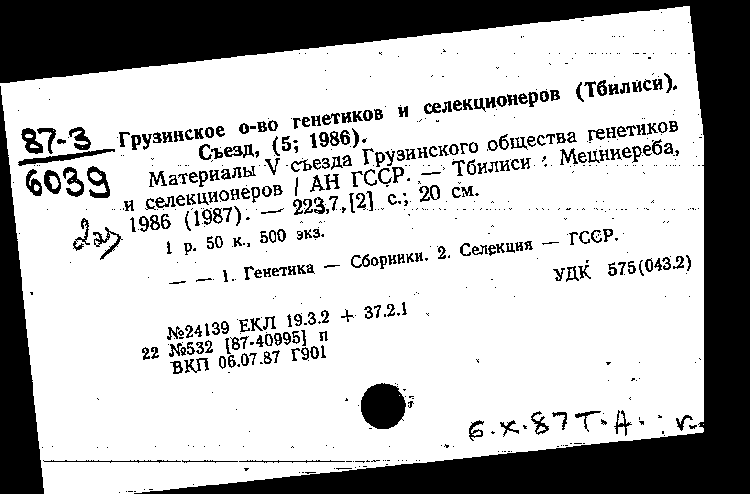 87-3
6039
2аз
Грузинское о-во генетиков и селекционеров (Тбилиси).
Съезд, (5; 1986).
Материалы V съезда Грузинского общества генетиков
и селекционеров / АН ГССР. — Тбилиси : Мецниереба,
1986 (1987). — 223,7,[2] с.; 20 см.
1 р. 50 к., 500 экз.
— — 1. Генетика — Сборники. 2. Селекция — ГССР.
УДК 575(043.2)
№24139 ЕКЛ 19.3.2 + 37.2.1
22 №532 [87-40995] п
ВКП 06.07.87 Г901
6.x.87 Т.А.